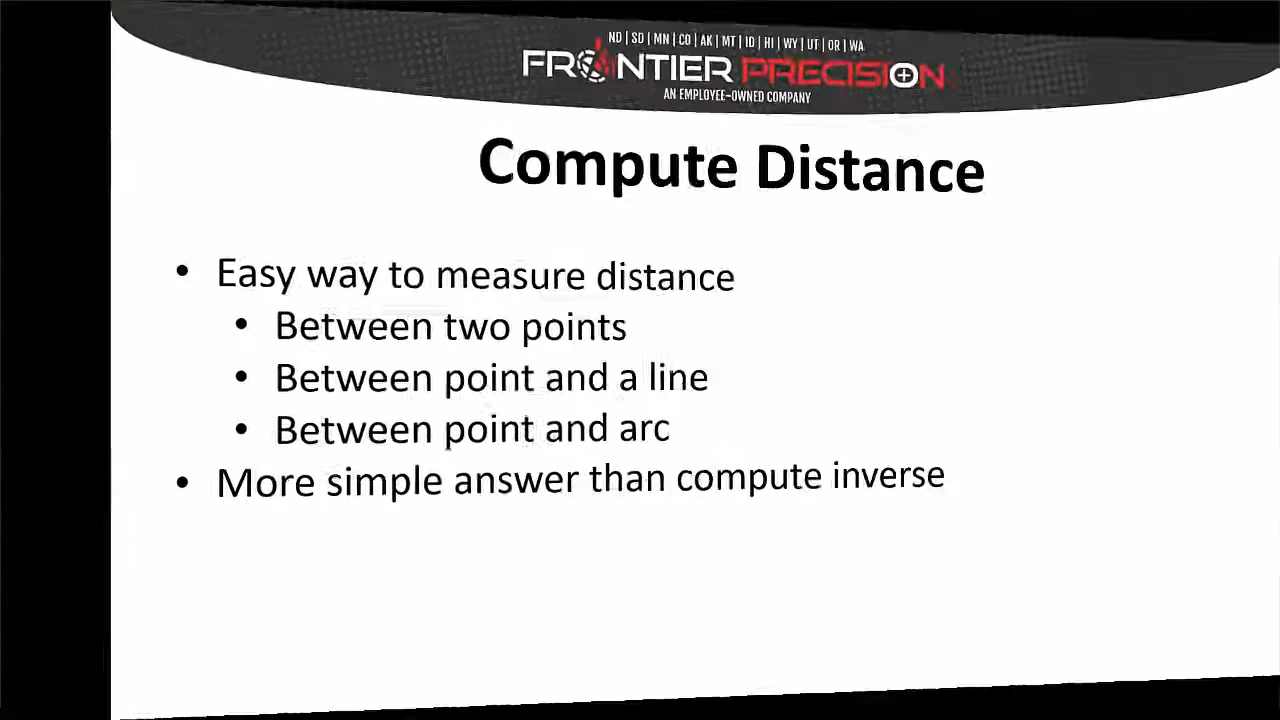 ND | SD | MN | CO | AK | MT | ID | HI | WY | UT | OR | WA
FRONTIER PRECISION
AN EMPLOYEE-OWNED COMPANY
Compute Distance
• Easy way to measure distance
• Between two points
• Between point and a line
• Between point and arc
• More simple answer than compute inverse